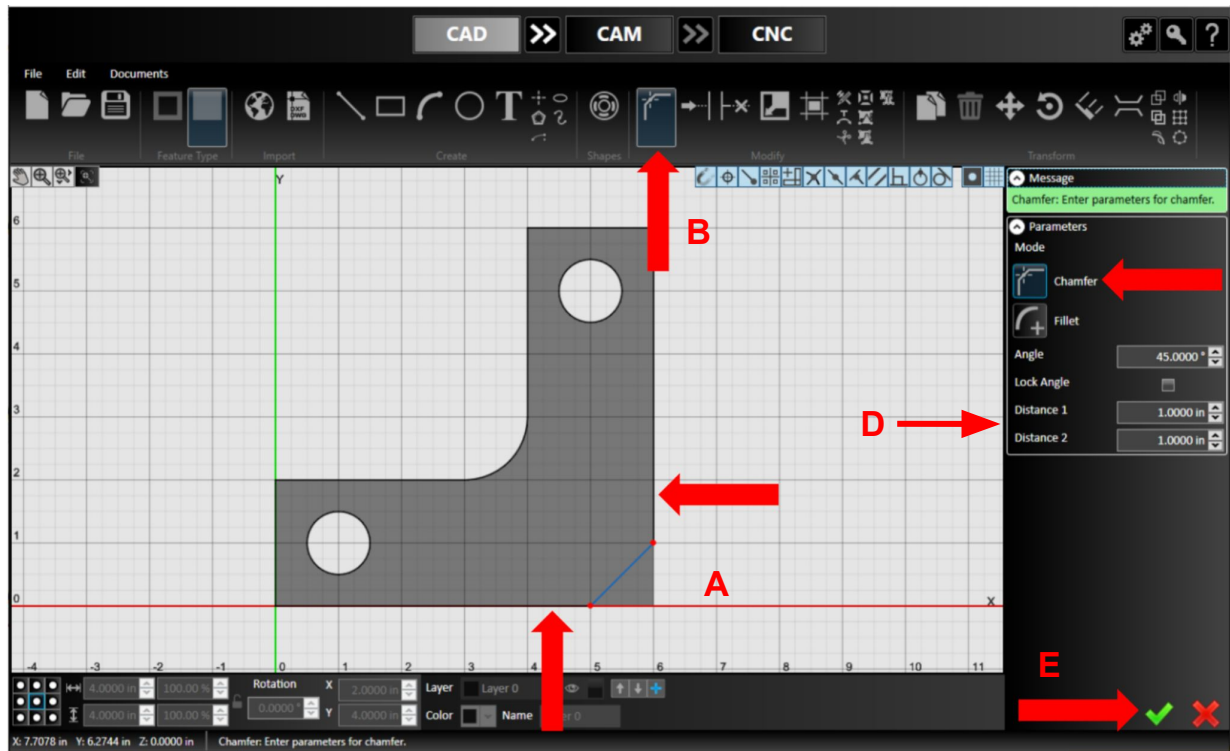 CAD CAM CNC
File Edit Documents
DXF
DWG
File Feature Type Import Create Shapes Modify Transform
Y
B
6
5
4
3
2
1
0
X
-4 -3 -2 -1 0 1 2 3 4 5 6 7 8 9 10 11
A
D
E
Message
Chamfer: Enter parameters for chamfer.
Parameters
Mode
Chamfer
Fillet
Angle 45.0000 °
Lock Angle
Distance 1 1.0000 in
Distance 2 1.0000 in
4.0000 in 100.00 % Rotation X 2.0000 in Layer Layer 0
4.0000 in 100.00 % 0.0000 ° Y 4.0000 in Color Name
X: 7.7078 in Y: 6.2744 in Z: 0.0000 in Chamfer: Enter parameters for chamfer.